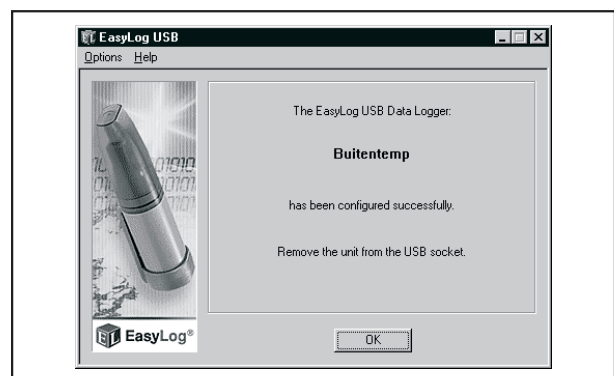 EasyLog USB
Options Help
The EasyLog USB Data Logger:
Buitentemp
has been configured successfully.
Remove the unit from the USB socket.
EL EasyLog®
OK